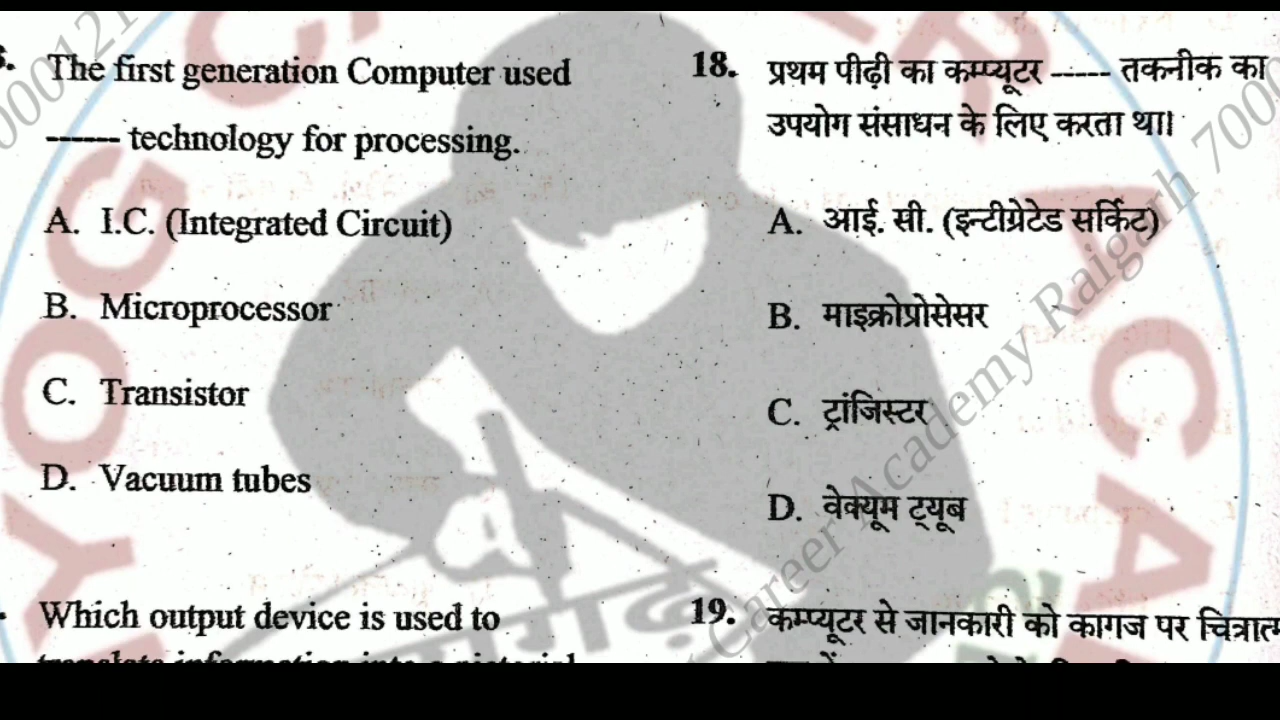 The first generation Computer used
------ technology for processing.
A. I.C. (Integrated Circuit)
B. Microprocessor
C. Transistor
D. Vacuum tubes
Which output device is used to
18. प्रथम पीढ़ी का कम्प्यूटर ----- तकनीक का
उपयोग संसाधन के लिए करता था।
A. आई. सी. (इन्टीग्रेटेड सर्किट)
B. माइक्रोप्रोसेसर
C. ट्रांजिस्टर
D. वेक्यूम ट्यूब
19. कम्प्यूटर से जानकारी को कागज पर
Career Academy Raigarh